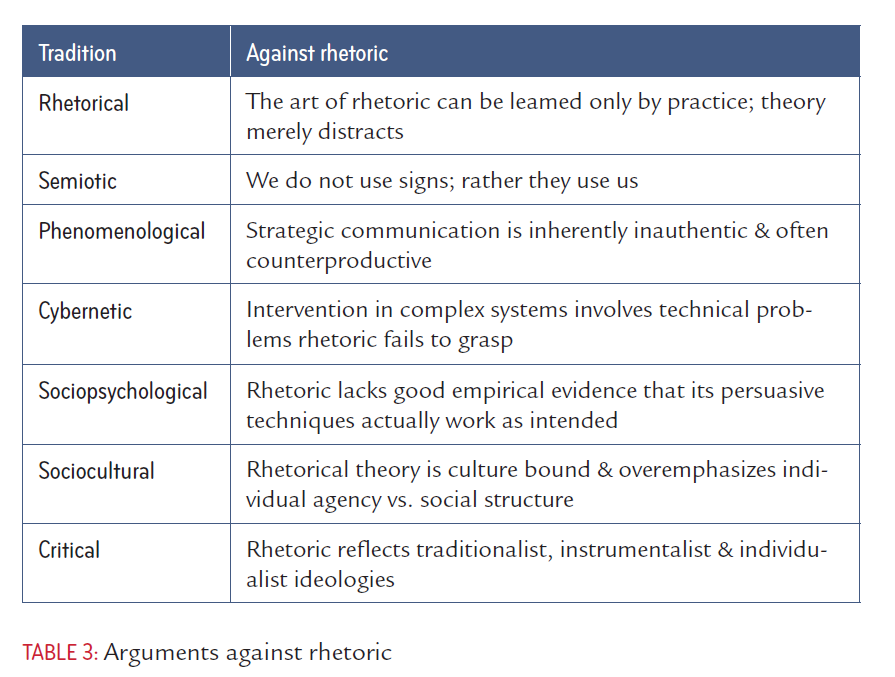 Tradition Against rhetoric
Rhetorical The art of rhetoric can be leamed only by practice; theory
merely distracts
Semiotic We do not use signs; rather they use us
Phenomenological Strategic communication is inherently inauthentic & often
counterproductive
Cybernetic Intervention in complex systems involves technical prob-
lems rhetoric fails to grasp
Sociopsychological Rhetoric lacks good empirical evidence that its persuasive
techniques actually work as intended
Sociocultural Rhetorical theory is culture bound & overemphasizes indi-
vidual agency vs. social structure
Critical Rhetoric reflects traditionalist, instrumentalist & individu-
alist ideologies
TABLE 3: Arguments against rhetoric